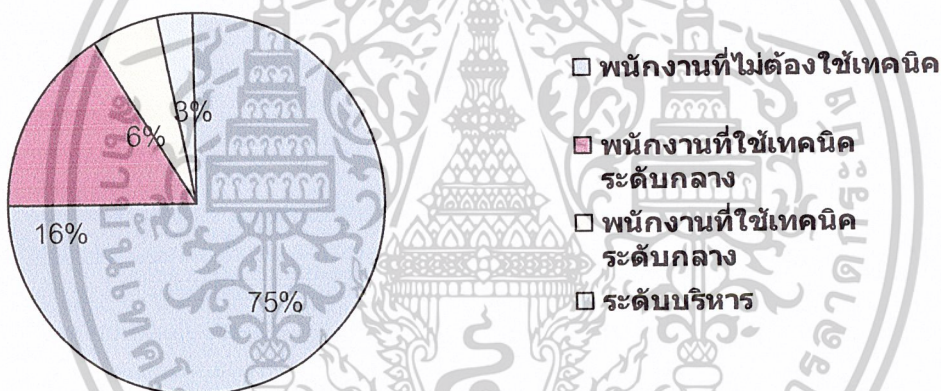 3%
6%
16%
75%
พนักงานที่ไม่ต้องใช้เทคนิค
พนักงานที่ใช้เทคนิค
ระดับกลาง
พนักงานที่ใช้เทคนิค
ระดับกลาง
ระดับบริหาร